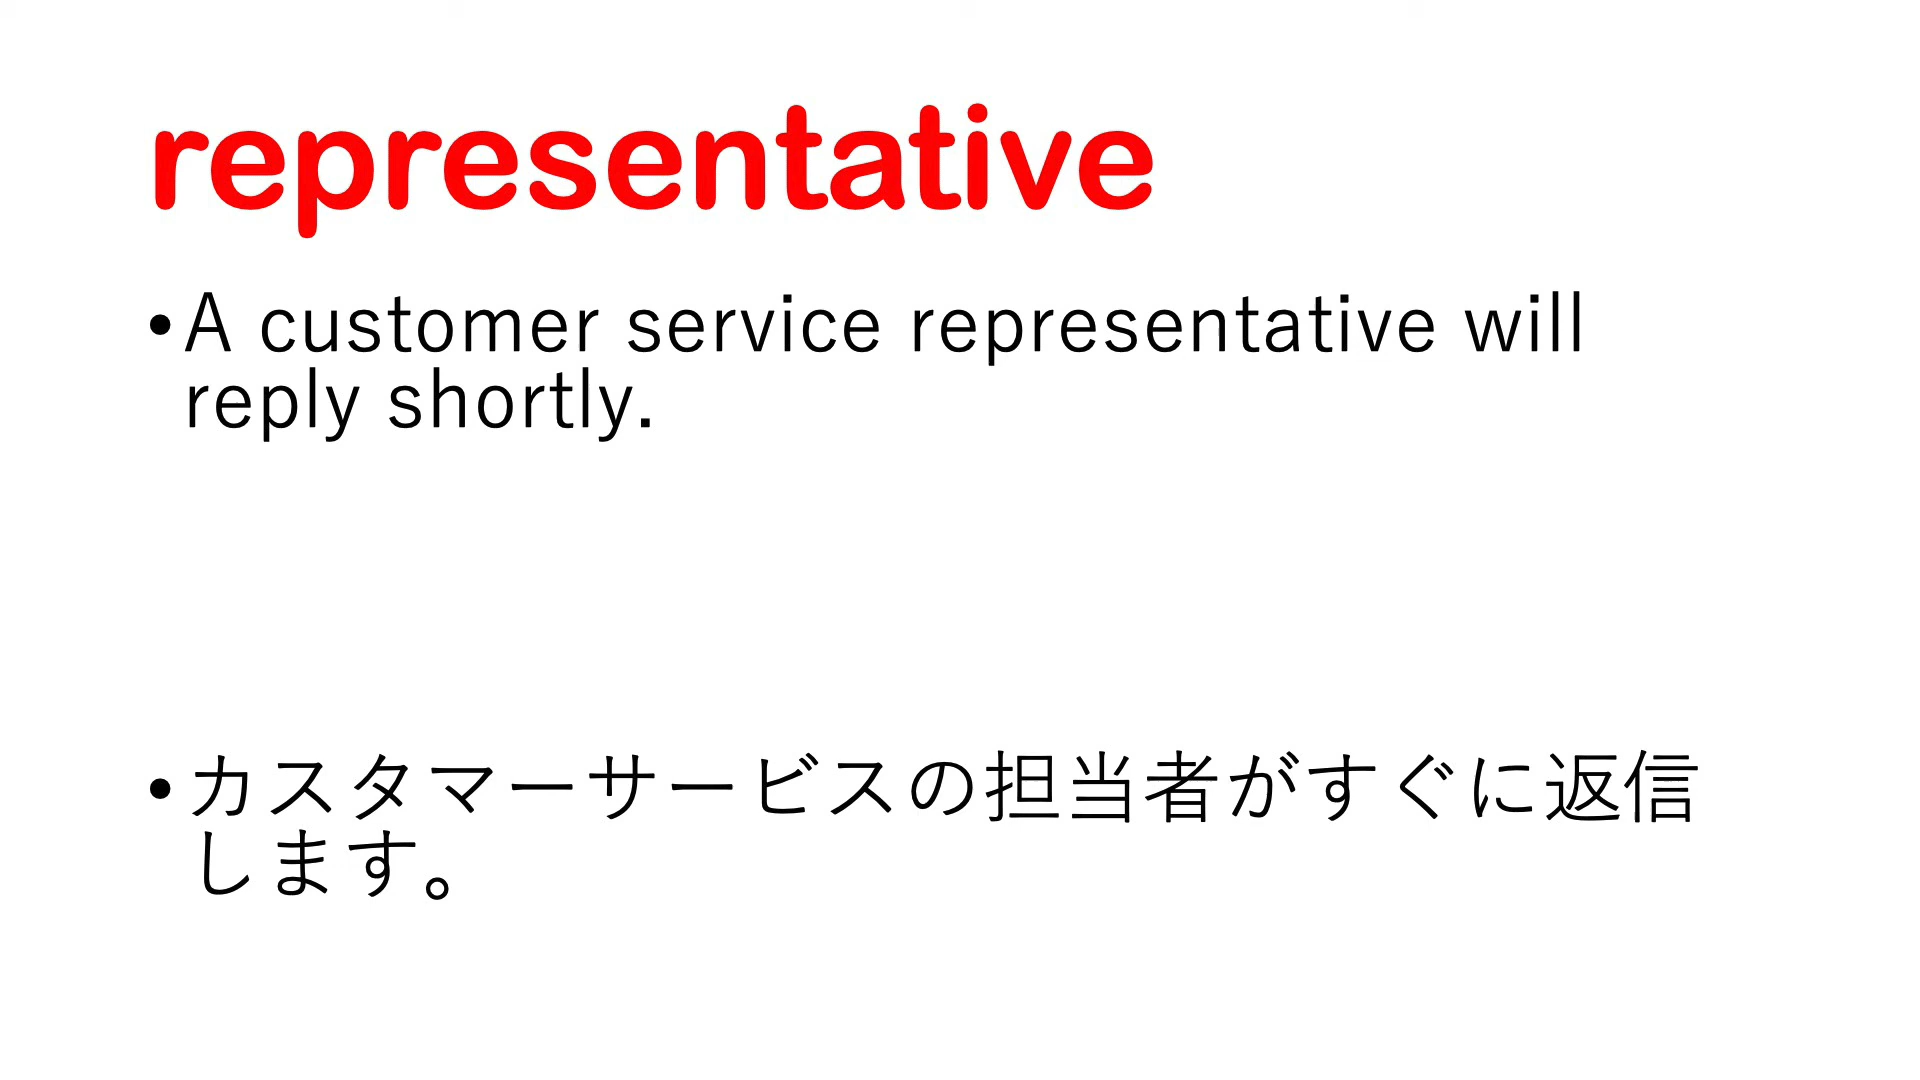 representative
•A customer service representative will
reply shortly.
•カスタマーサービスの担当者がすぐに返信
します。